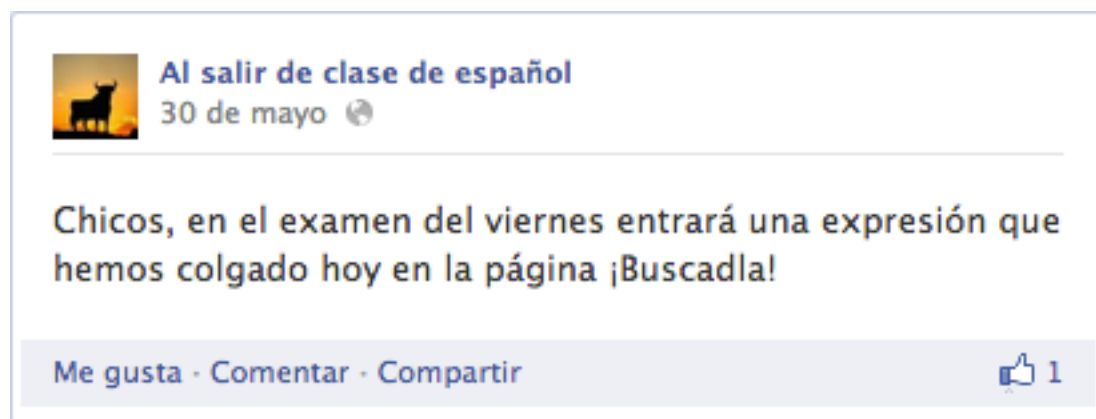 Al salir de clase de español
30 de mayo
Chicos, en el examen del viernes entrará una expresión que
hemos colgado hoy en la página ¡Buscadla!
Me gusta · Comentar · Compartir 1